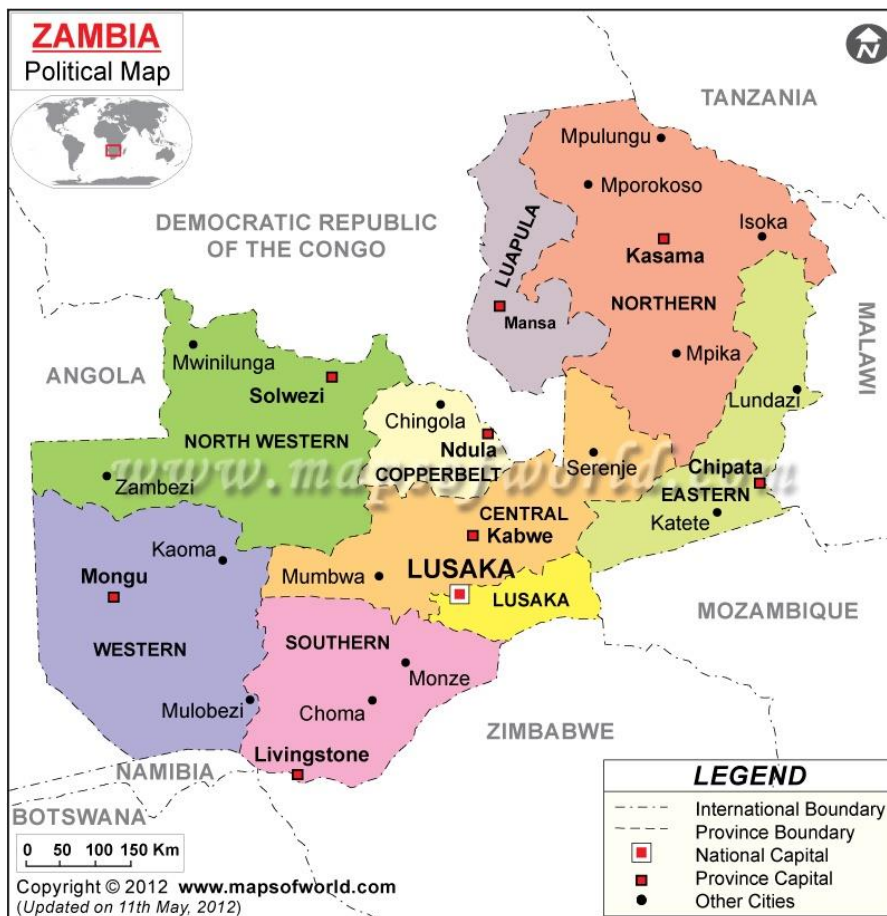 ZAMBIA
Political Map
N
TANZANIA
Mpulungu
Mporokoso
DEMOCRATIC REPUBLIC
OF THE CONGO
LUAPULA
Isoka
Kasama
NORTHERN
Mansa
MALAWI
Mwinilunga
Mpika
ANGOLA
Solwezi
Lundazi
Chingola
NORTH WESTERN
Ndula
COPPERBELT
Serenje
Chipata
EASTERN
www.mapsofworld.com
Zambezi
CENTRAL
Kabwe
Katete
Kaoma
Mumbwa
LUSAKA
Mongu
LUSAKA
MOZAMBIQUE
WESTERN
SOUTHERN
Monze
Mulobezi
Choma
ZIMBABWE
Livingstone
NAMIBIA
BOTSWANA
LEGEND
International Boundary
Province Boundary
National Capital
Province Capital
Other Cities
0 50 100 150 Km
Copyright © 2012 www.mapsofworld.com
(Updated on 11th May, 2012)